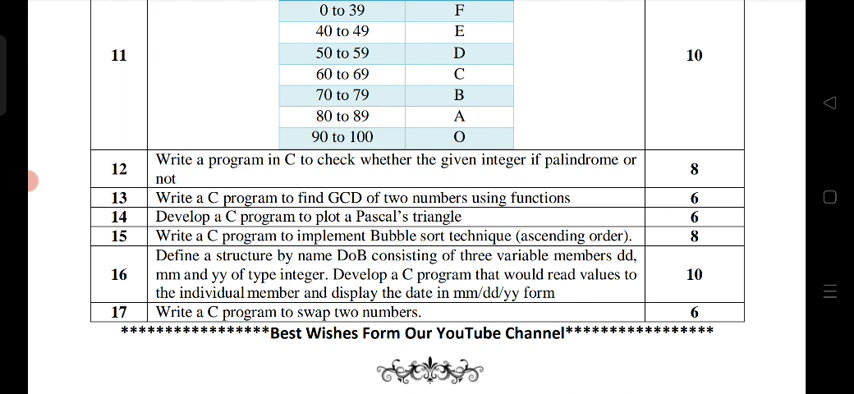 0 to 39 F
40 to 49 E
11 50 to 59 D 10
60 to 69 C
70 to 79 B
80 to 89 A
90 to 100 O
12 Write a program in C to check whether the given integer if palindrome or 8
not
13 Write a C program to find GCD of two numbers using functions 6
14 Develop a C program to plot a Pascal's triangle 6
15 Write a C program to implement Bubble sort technique (ascending order). 8
Define a structure by name DoB consisting of three variable members dd,
16 mm and yy of type integer. Develop a C program that would read values to 10
the individual member and display the date in mm/dd/yy form
17 Write a C program to swap two numbers. 6
*****************Best Wishes Form Our YouTube Channel*****************